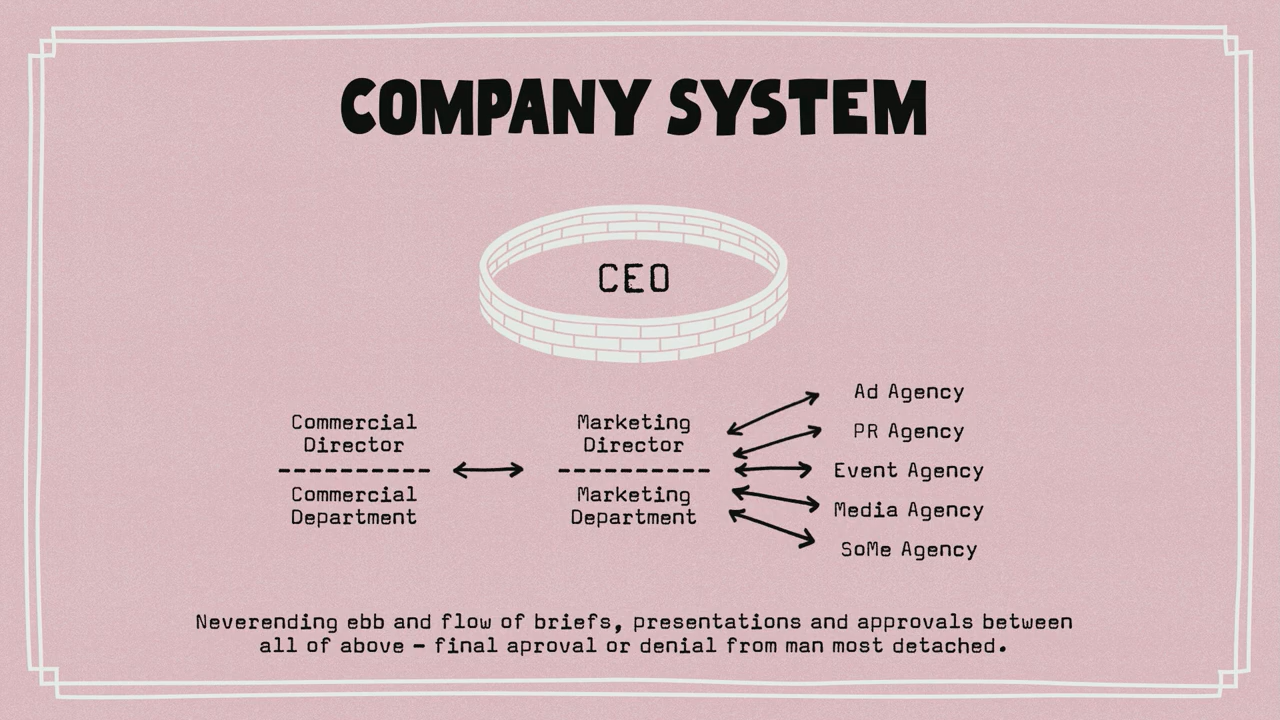 COMPANY SYSTEM
CEO
Commercial
Director
Commercial
Department
Marketing
Director
Marketing
Department
Ad Agency
PR Agency
Event Agency
Media Agency
SoMe Agency
Neverending ebb and flow of briefs, presentations and approvals between
all of above – final aproval or denial from man most detached.